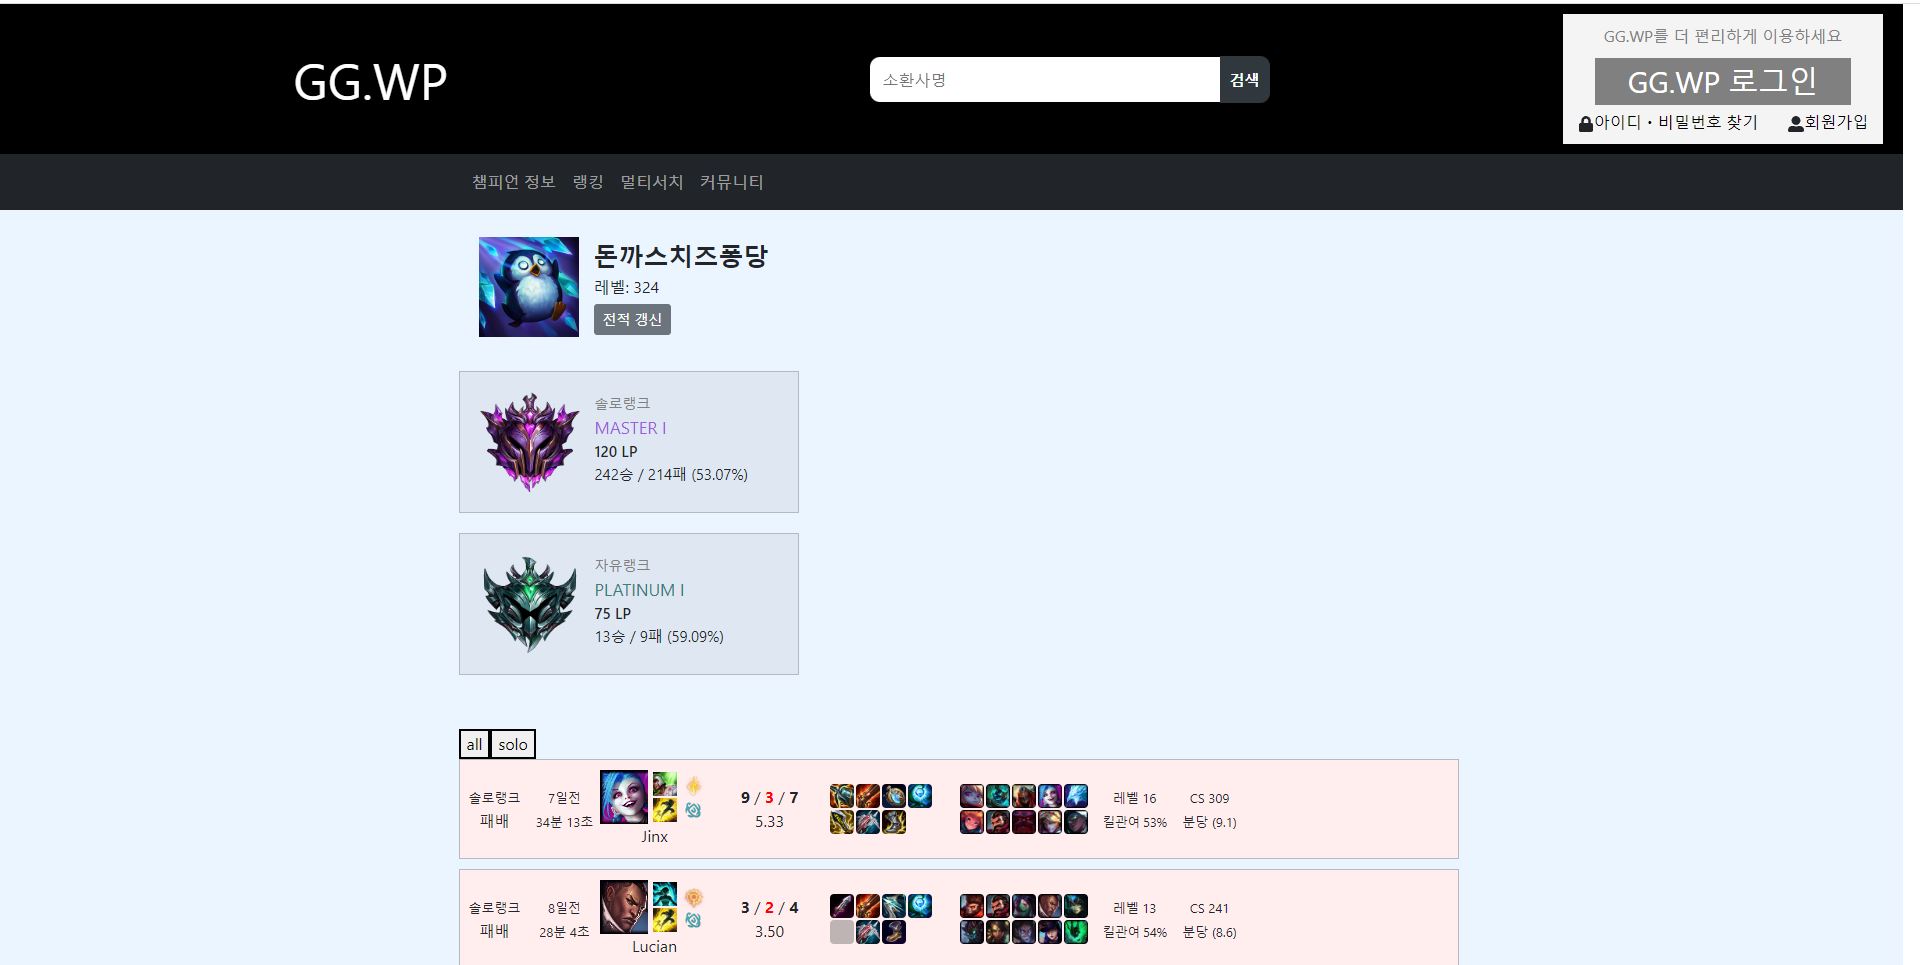 GG.WP
소환사명
검색
GG.WP를 더 편리하게 이용하세요
GG.WP 로그인
아이디・비밀번호 찾기 회원가입
챔피언 정보 랭킹 멀티서치 커뮤니티
돈까스치즈퐁당
레벨: 324
전적 갱신
솔로랭크
MASTER I
120 LP
242승 / 214패 (53.07%)
자유랭크
PLATINUM I
75 LP
13승 / 9패 (59.09%)
all solo
솔로랭크 7일전 9 / 3 / 7 레벨 16 CS 309
패배 34분 13초 5.33 킬관여 53% 분당 (9.1)
Jinx
솔로랭크 8일전 3 / 2 / 4 레벨 13 CS 241
패배 28분 4초 3.50 킬관여 54% 분당 (8.6)
Lucian